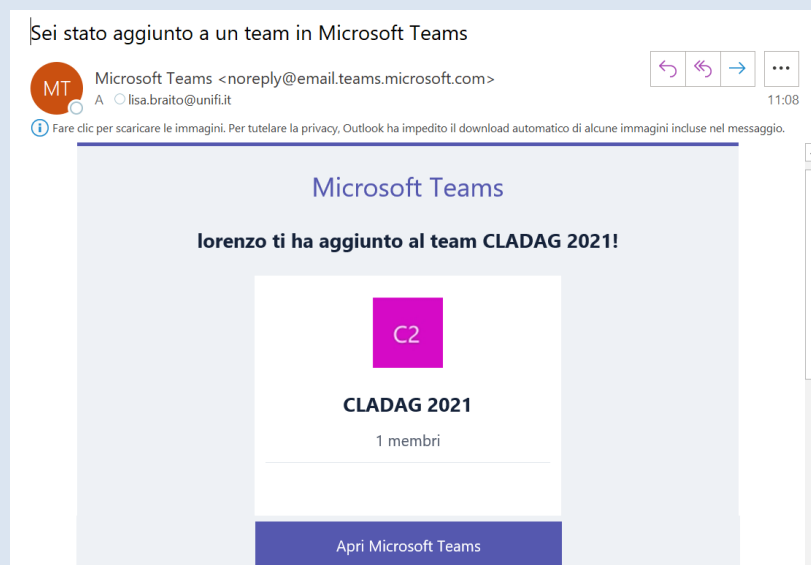 Sei stato aggiunto a un team in Microsoft Teams
MT
Microsoft Teams <noreply@email.teams.microsoft.com>
A lisa.braito@unifi.it
11:08
Fare clic per scaricare le immagini. Per tutelare la privacy, Outlook ha impedito il download automatico di alcune immagini incluse nel messaggio.
Microsoft Teams
lorenzo ti ha aggiunto al team CLADAG 2021!
C2
CLADAG 2021
1 membri
Apri Microsoft Teams